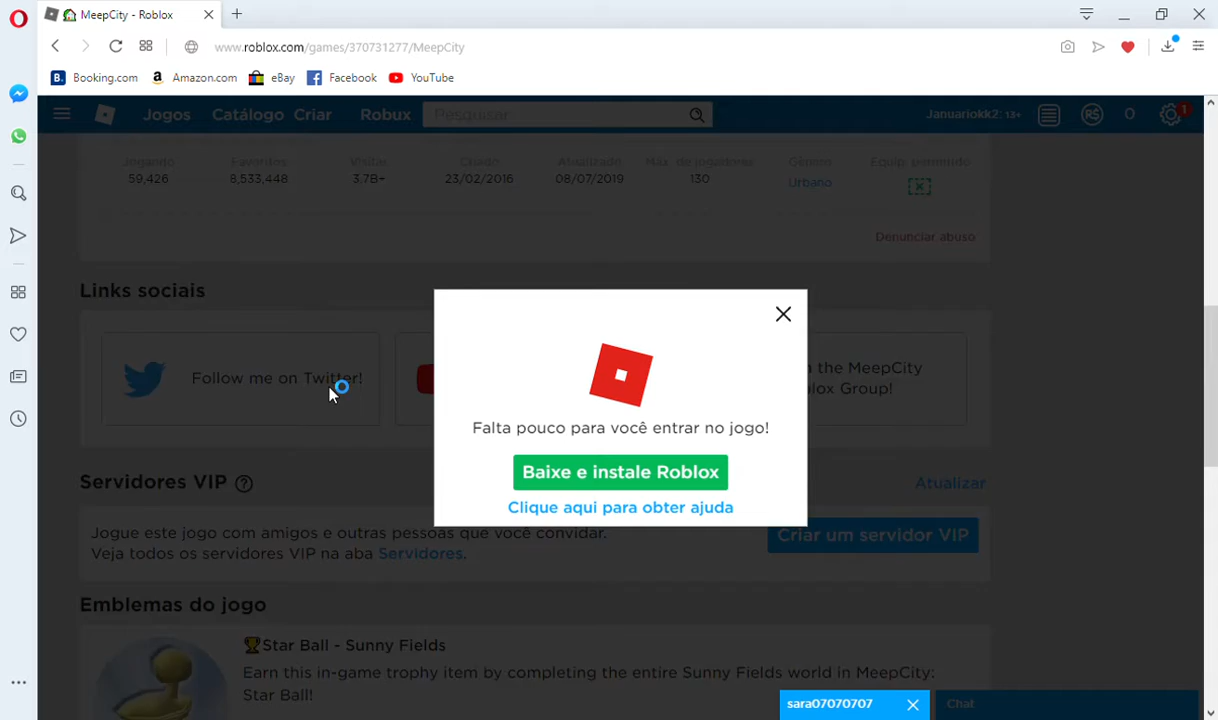 MeepCity - Roblox
www.roblox.com/games/370731277/MeepCity
B. Booking.com a Amazon.com eBay Facebook YouTube
Jogos Catálogo Criar Robux Pesquisar Januariokk2: 13+ R$ 0 1
Jogando Favoritos Visitas Criado Atualizado Máx. de jogadores Gênero Equip. permitido
59,426 8,533,448 3.7B+ 23/02/2016 08/07/2019 130 Urbano
Denunciar abuso
Links sociais
Follow me on Twitter!
the MeepCity
blox Group!
Falta pouco para você entrar no jogo!
Baixe e instale Roblox
Clique aqui para obter ajuda
Servidores VIP ? Atualizar
Jogue este jogo com amigos e outras pessoas que você convidar.
Veja todos os servidores VIP na aba Servidores.
Criar um servidor VIP
Emblemas do jogo
🏆Star Ball - Sunny Fields
Earn this in-game trophy item by completing the entire Sunny Fields world in MeepCity:
Star Ball!
sara07070707 Chat